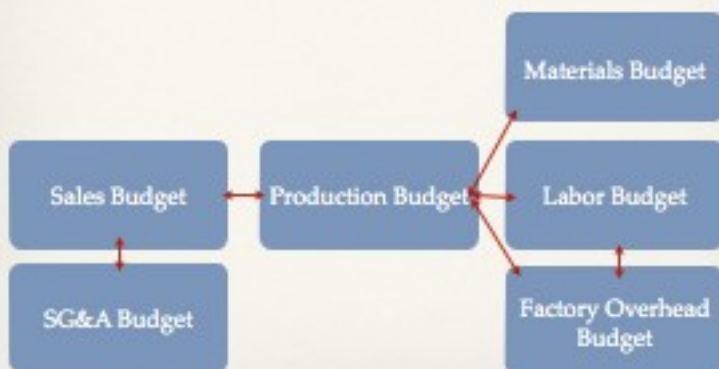 Materials Budget
Sales Budget
Production Budget
Labor Budget
SG&A Budget
Factory Overhead
Budget